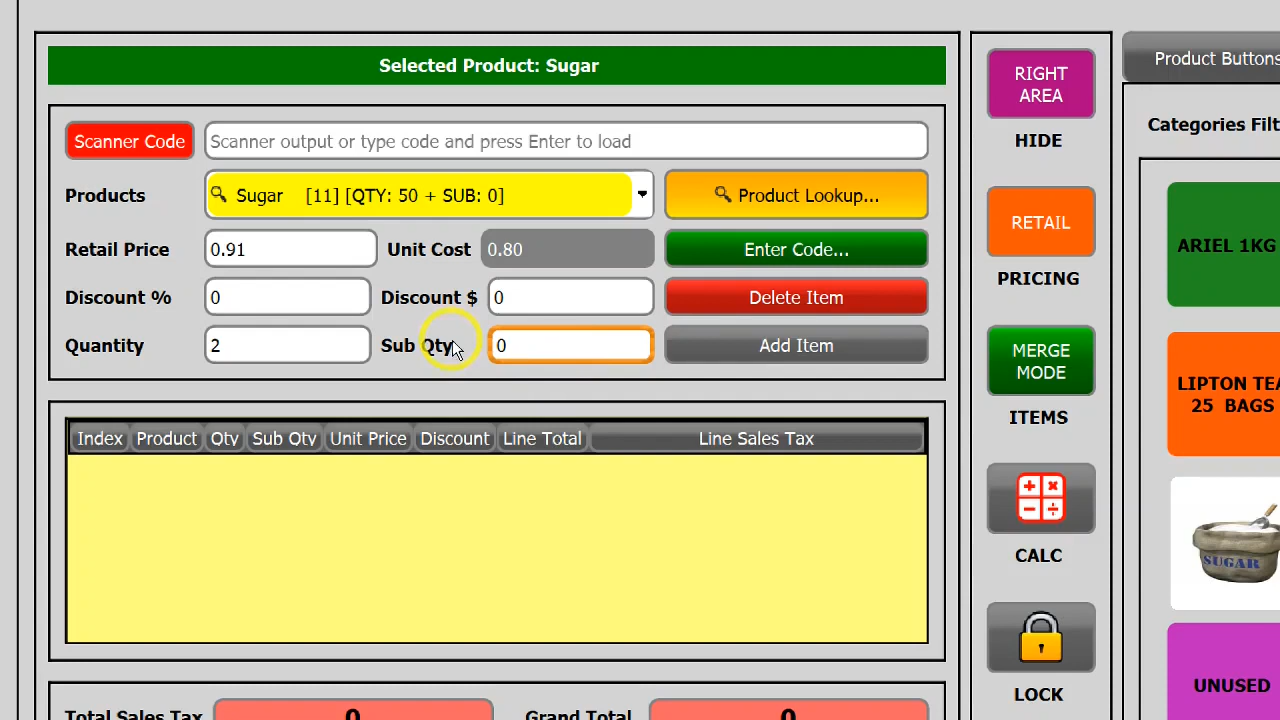 Selected Product: Sugar
Scanner Code
Scanner output or type code and press Enter to load
Products
Sugar [11] [QTY: 50 + SUB: 0]
Product Lookup...
Retail Price
0.91
Unit Cost
0.80
Enter Code...
Discount %
0
Discount $
0
Delete Item
Quantity
2
Sub Qty
0
Add Item
Index
Product
Qty
Sub Qty
Unit Price
Discount
Line Total
Line Sales Tax
Total Sales Tax
0
Grand Total
0
RIGHT
AREA
HIDE
RETAIL
PRICING
MERGE
MODE
ITEMS
CALC
LOCK
Product Buttons
Categories Filt
ARIEL 1KG
LIPTON TEA
25 BAGS
SUGAR
UNUSED